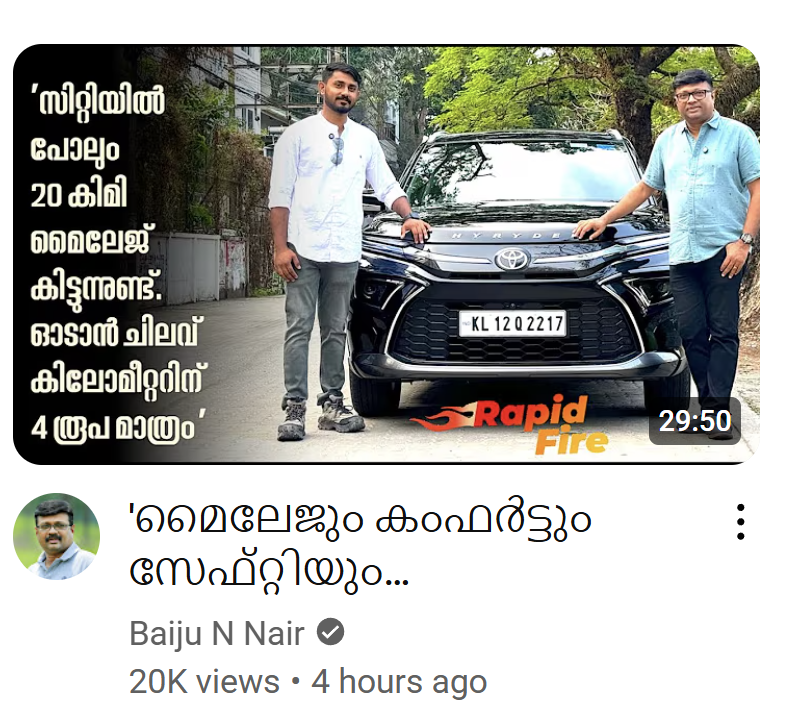 'സിറ്റിയിൽ
പോലും
20 കിമി
മൈലേജ്
കിട്ടുന്നുണ്ട്.
ഓടാൻ ചിലവ്
കിലോമീറ്ററിന്
4 രൂപ മാത്രം'
HYRYDER
KL 12 Q 2217
Rapid
Fire
29:50
'മൈലേജും കംഫർട്ടും
സേഫ്റ്റിയും...
Baiju N Nair
20K views • 4 hours ago